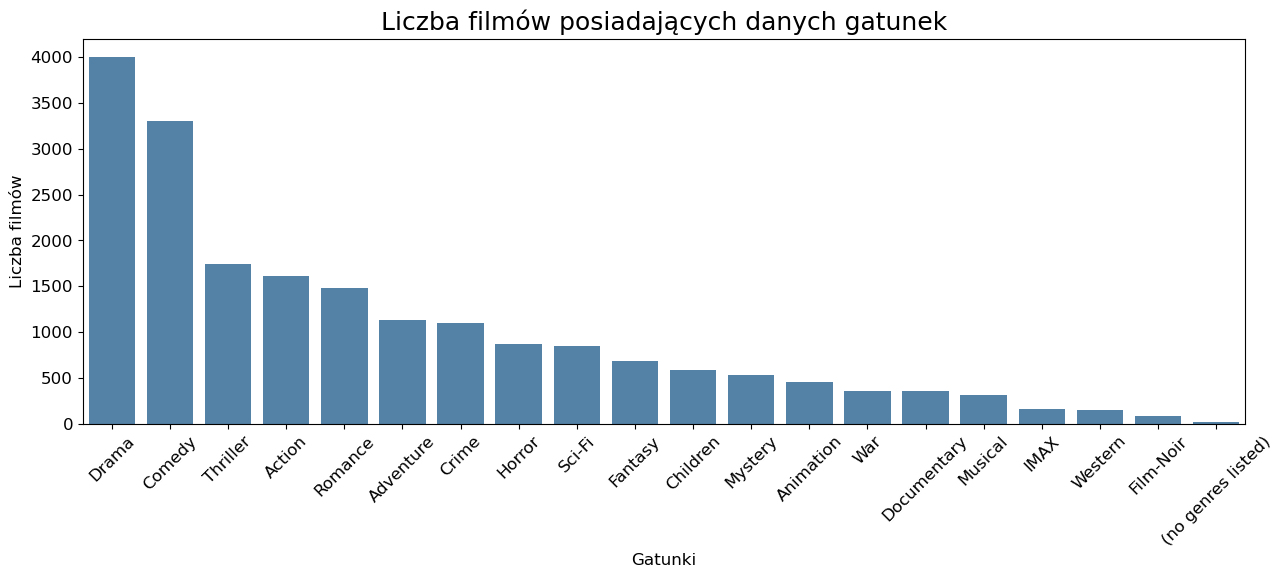 Liczba filmów posiadających danych gatunek
Liczba filmów
4000
3500
3000
2500
2000
1500
1000
500
0
Drama
Comedy
Thriller
Action
Romance
Adventure
Crime
Horror
Sci-Fi
Fantasy
Children
Mystery
Animation
War
Documentary
Musical
IMAX
Western
Film-Noir
(no genres listed)
Gatunki